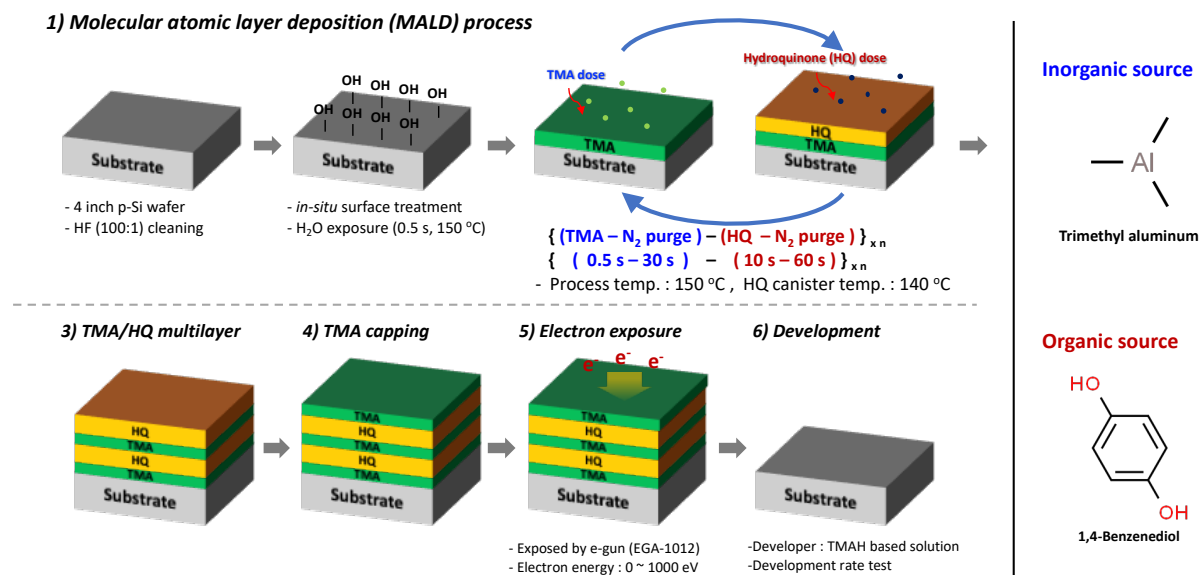 1) Molecular atomic layer deposition (MALD) process
Substrate
- 4 inch p-Si wafer
- HF (100:1) cleaning
OH OH OH OH
OH OH OH OH
Substrate
- in-situ surface treatment
- H₂O exposure (0.5 s, 150 °C)
TMA dose
TMA
Substrate
Hydroquinone (HQ) dose
HQ
TMA
Substrate
{ (TMA – N₂ purge ) – (HQ – N₂ purge) } x n
{ ( 0.5 s – 30 s ) – ( 10 s – 60 s ) } x n
- Process temp. : 150 °C , HQ canister temp. : 140 °C
3) TMA/HQ multilayer
HQ
TMA
HQ
TMA
Substrate
4) TMA capping
TMA
HQ
TMA
HQ
TMA
Substrate
5) Electron exposure
e⁻ e⁻ e⁻
TMA
HQ
TMA
HQ
TMA
Substrate
- Exposed by e-gun (EGA-1012)
- Electron energy : 0 ~ 1000 eV
6) Development
Substrate
-Developer : TMAH based solution
-Development rate test
Inorganic source
Al
Trimethyl aluminum
Organic source
HO
OH
1,4-Benzenediol